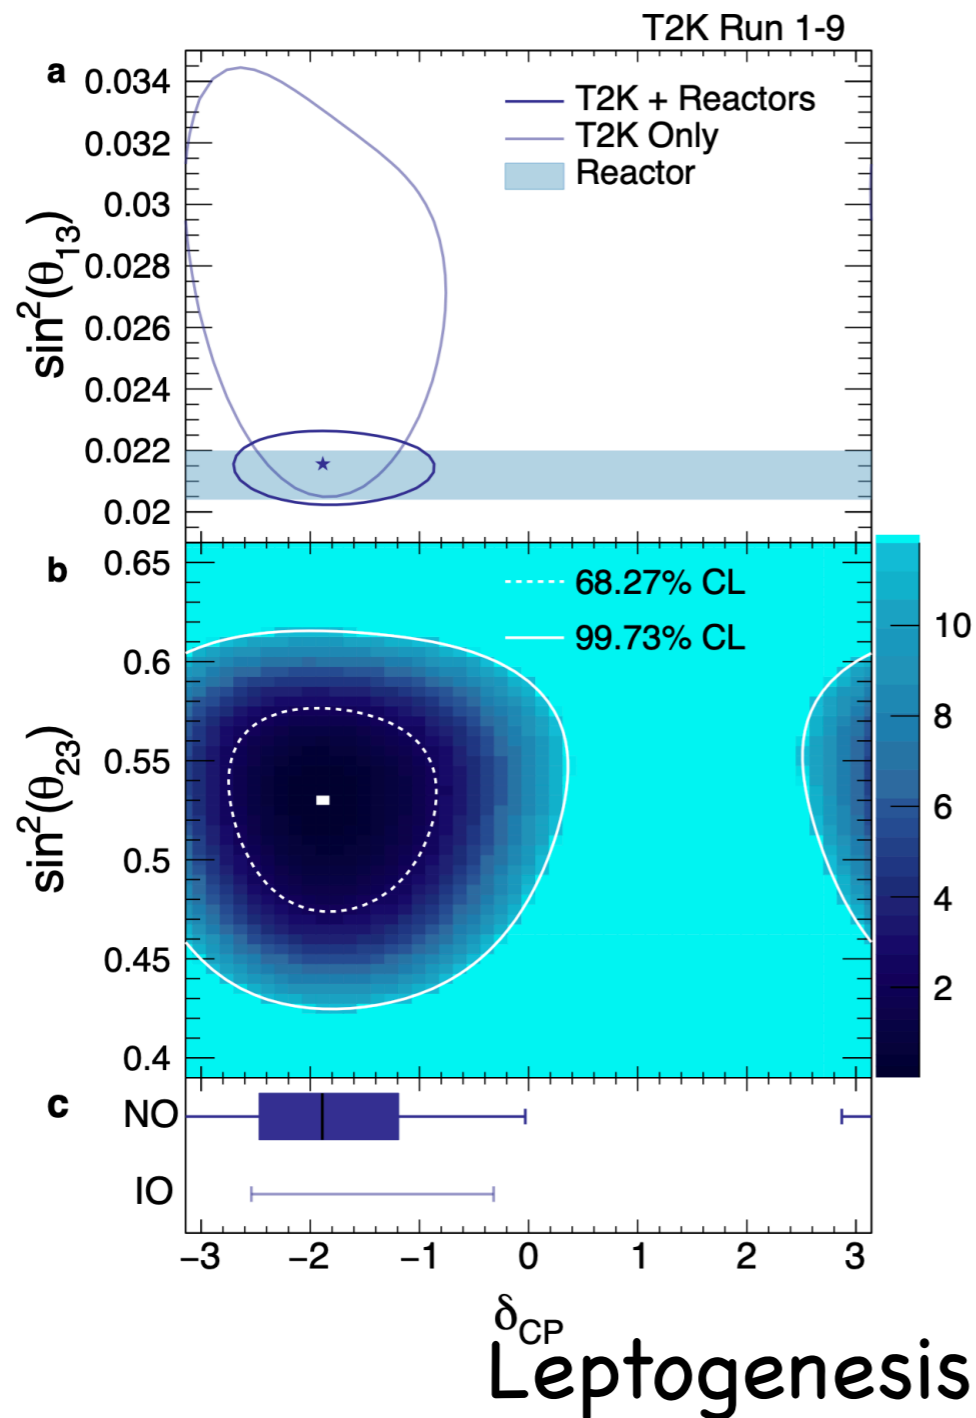 T2K Run 1-9
a
0.034
0.032
0.03
0.028
0.026
0.024
0.022
0.02
sin²(θ₁₃)
T2K + Reactors
T2K Only
Reactor
b
0.65
0.6
0.55
0.5
0.45
0.4
sin²(θ₂₃)
68.27% CL
99.73% CL
10
8
6
4
2
c
NO
IO
−3 −2 −1 0 1 2 3
δCP
Leptogenesis